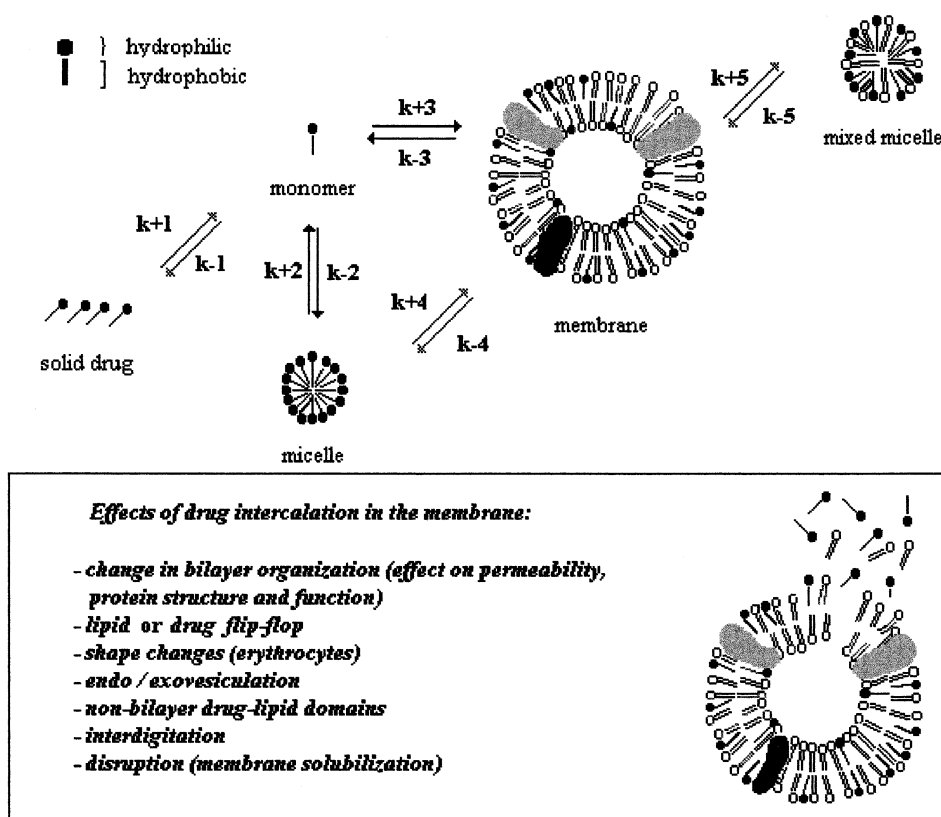 } hydrophilic
] hydrophobic
k+3
k-3
monomer
k+5
k-5
mixed micelle
k+1
k-1
k+2
k-2
solid drug
k+4
k-4
membrane
micelle
Effects of drug intercalation in the membrane:
- change in bilayer organization (effect on permeability,
protein structure and function)
- lipid or drug flip-flop
- shape changes (erythrocytes)
- endo / exovesiculation
- non-bilayer drug-lipid domains
- interdigitation
- disruption (membrane solubilization)